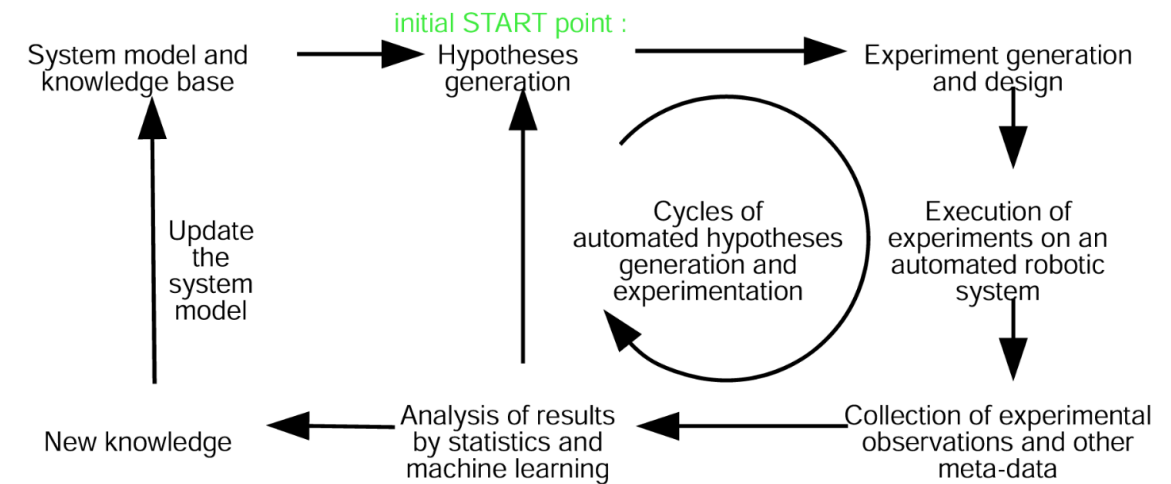 initial START point :
System model and
knowledge base
Hypotheses
generation
Experiment generation
and design
Update
the
system
model
Cycles of
automated hypotheses
generation and
experimentation
Execution of
experiments on an
automated robotic
system
New knowledge
Analysis of results
by statistics and
machine learning
Collection of experimental
observations and other
meta-data